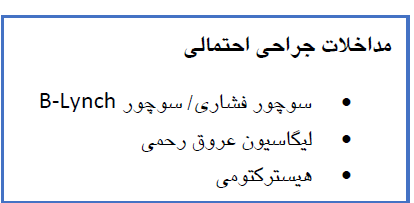 مداخلات جراحی احتمالی
• سوچور فشاری/ سوچور B-Lynch
• لیگاسیون عروق رحمی
• هیسترکتومی